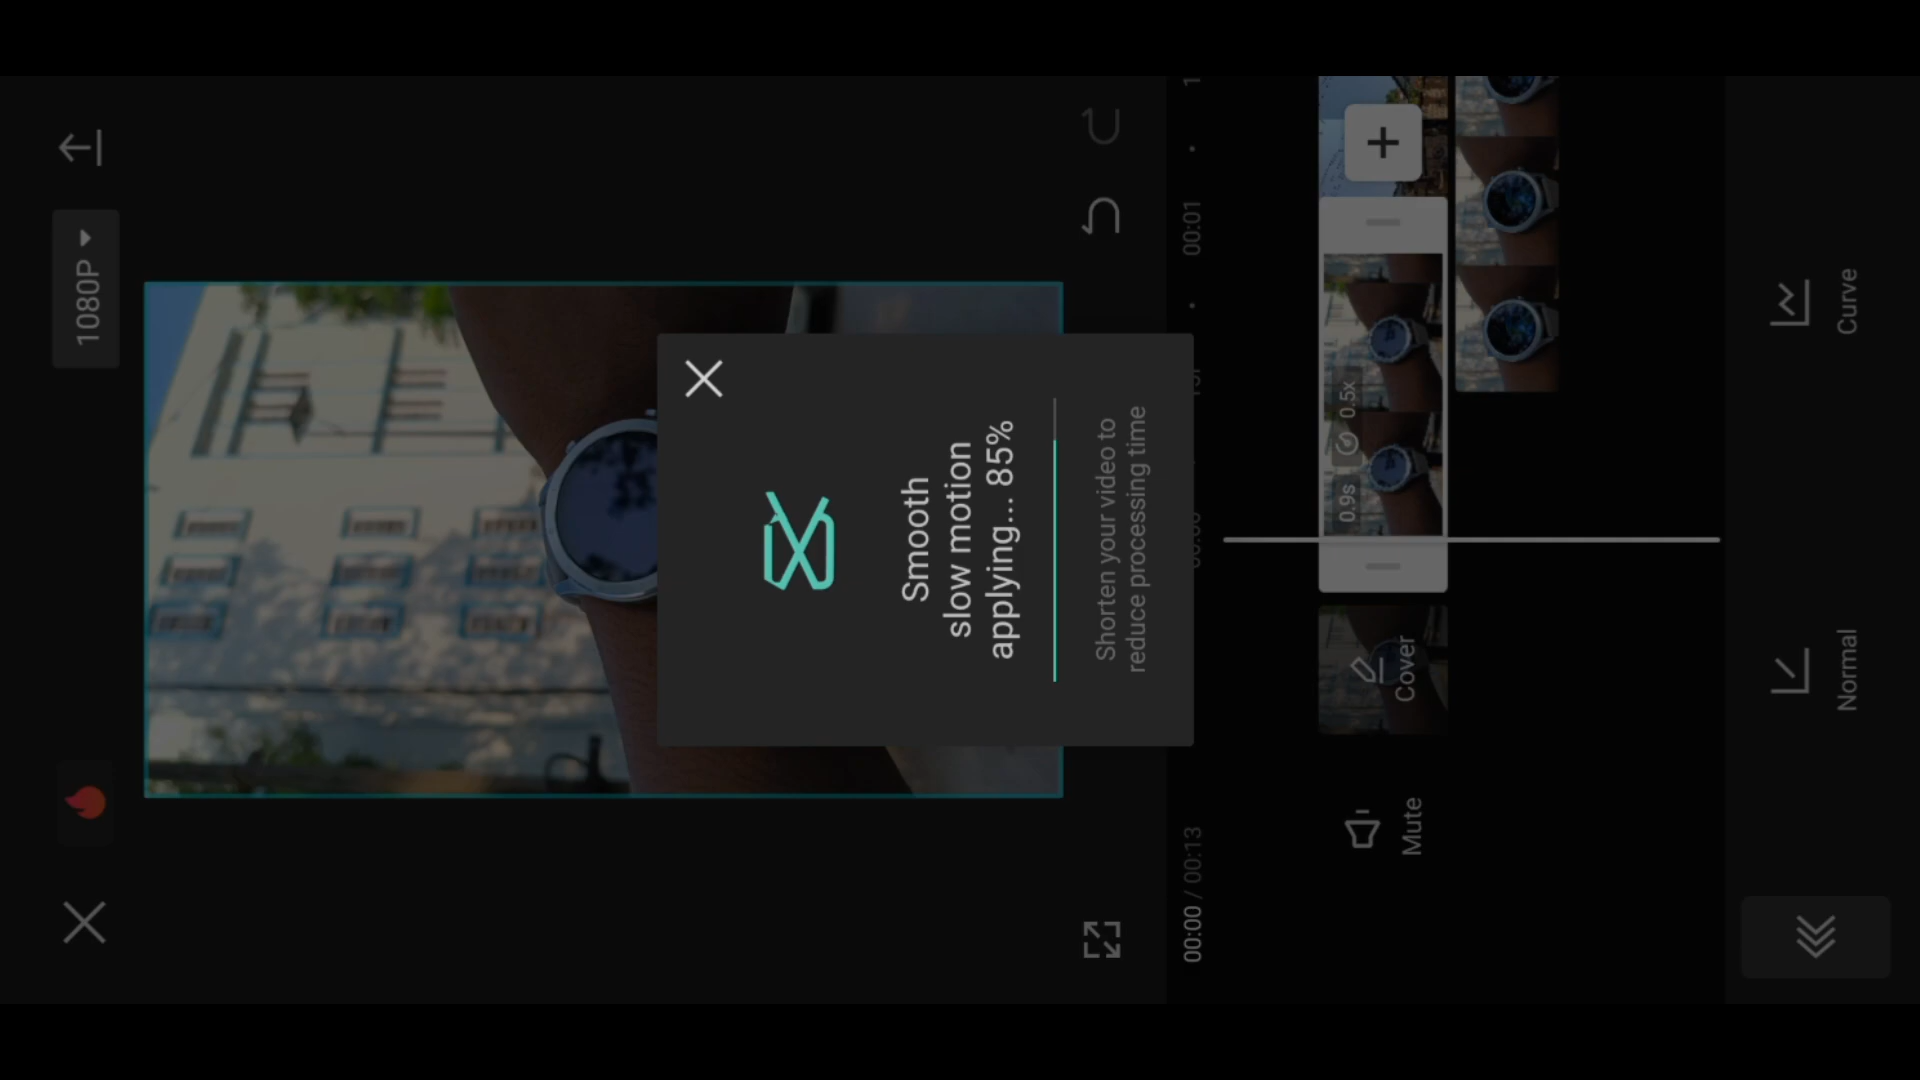 1080P
Smooth
slow motion
applying... 85%
Shorten your video to
reduce processing time
00:00 / 00:13
00:01
0.9s
0.5x
Cover
Mute
Normal
Curve